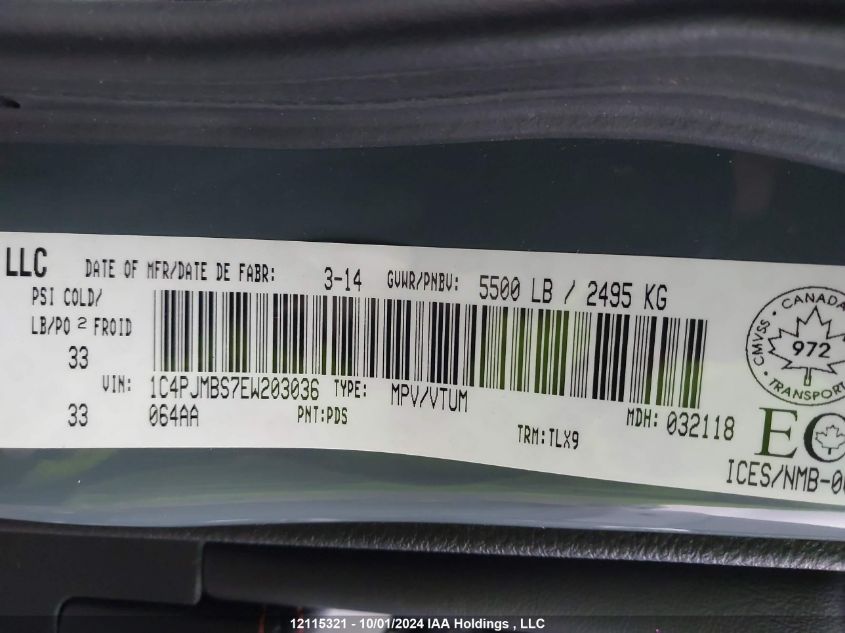 LLC DATE OF MFR/DATE DE FABR: 3-14 GVWR/PNBV: 5500 LB / 2495 KG
PSI COLD/
LB/PO 2 FROID
33
VIN: 1C4PJMBS7EW203036 TYPE: MPV/VTUM MDH: 032118
33 064AA PNT:PDS TRM:TLX9
CANADA
CMVSS
972
TRANSPORT
EC
ICES/NMB-00
12115321 - 10/01/2024 IAA Holdings , LLC